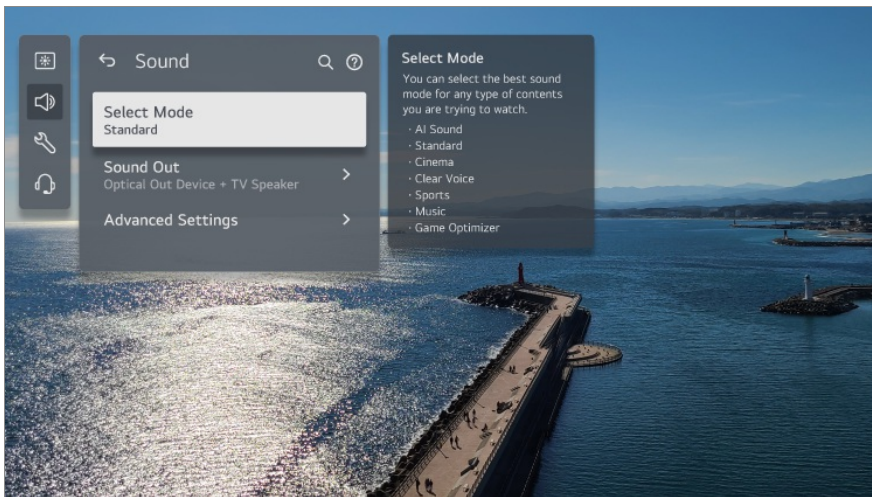 Sound
Select Mode
Standard
Sound Out
Optical Out Device + TV Speaker
Advanced Settings
Select Mode
You can select the best sound
mode for any type of contents
you are trying to watch.
· AI Sound
· Standard
· Cinema
· Clear Voice
· Sports
· Music
· Game Optimizer